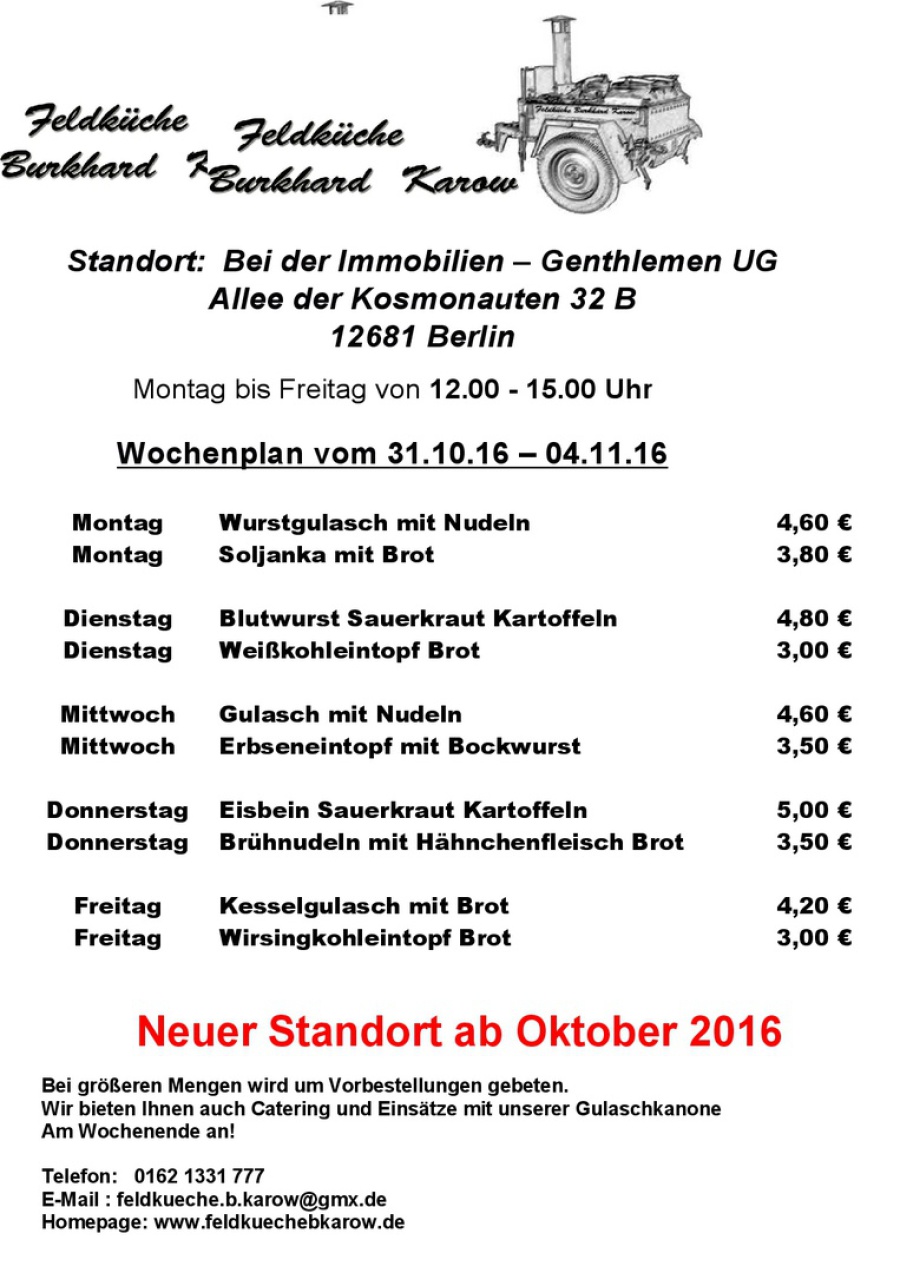 Feldküche
Burkhard K
Feldküche
Burkhard Karow
Feldküche Burkhard Karow
Standort: Bei der Immobilien – Genthlemen UG
Allee der Kosmonauten 32 B
12681 Berlin
Montag bis Freitag von 12.00 - 15.00 Uhr
Wochenplan vom 31.10.16 – 04.11.16
Montag Wurstgulasch mit Nudeln 4,60 €
Montag Soljanka mit Brot 3,80 €
Dienstag Blutwurst Sauerkraut Kartoffeln 4,80 €
Dienstag Weißkohleintopf Brot 3,00 €
Mittwoch Gulasch mit Nudeln 4,60 €
Mittwoch Erbseneintopf mit Bockwurst 3,50 €
Donnerstag Eisbein Sauerkraut Kartoffeln 5,00 €
Donnerstag Brühnudeln mit Hähnchenfleisch Brot 3,50 €
Freitag Kesselgulasch mit Brot 4,20 €
Freitag Wirsingkohleintopf Brot 3,00 €
Neuer Standort ab Oktober 2016
Bei größeren Mengen wird um Vorbestellungen gebeten.
Wir bieten Ihnen auch Catering und Einsätze mit unserer Gulaschkanone
Am Wochenende an!
Telefon: 0162 1331 777
E-Mail : feldkueche.b.karow@gmx.de
Homepage: www.feldkuechebkarow.de